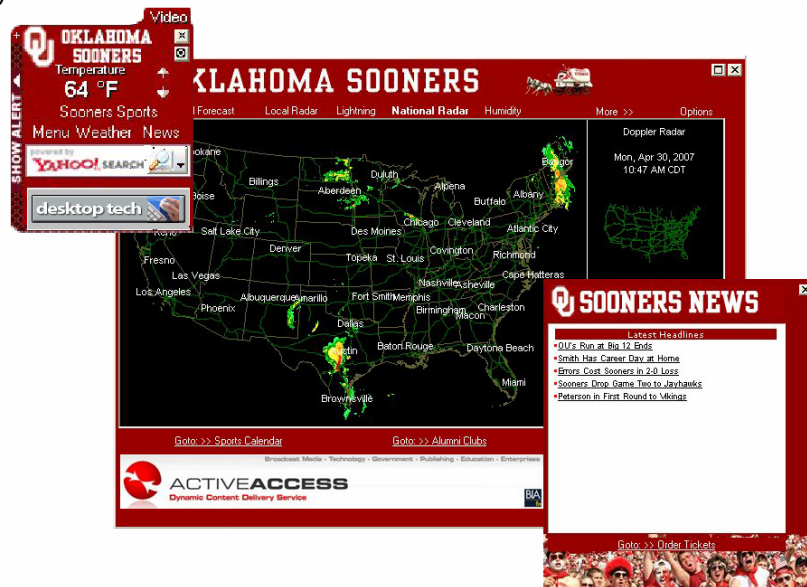 Video
OU OKLAHOMA
SOONERS
Temperature
64 °F
Sooners Sports
Menu Weather News
powered by
YAHOO! SEARCH
desktop tech
SHOW ALERT
KLAHOMA SOONERS
Forecast Local Radar Lightning National Radar Humidity More >> Options
Doppler Radar
Mon, Apr 30, 2007
10:47 AM CDT
okane
Billings
Aberdeen
Duluth
Alpena
Bangor
oise
Buffalo
Albany
Reno
Salt Lake City
Des Moines
Chicago
Cleveland
Atlantic City
Denver
Topeka
St. Louis
Covington
Richmond
Fresno
Las Vegas
Nashville
Asheville
Cape Hatteras
Los Angeles
Albuquerque
Amarillo
Fort Smith
Memphis
Phoenix
Birmingham
Macon
Charleston
Dallas
Austin
Baton Rouge
Daytona Beach
Miami
Brownsville
Goto: >> Sports Calendar
Goto: >> Alumni Clubs
Broadcast Media - Technology - Government - Publishing - Education - Enterprises
ACTIVEACCESS
Dynamic Content Delivery Service
BIA
OU SOONERS NEWS
Latest Headlines
OU's Run at Big 12 Ends
Smith Has Career Day at Home
Errors Cost Sooners in 2-0 Loss
Sooners Drop Game Two to Jayhawks
Peterson in First Round to Vikings
Goto: >> Order Tickets